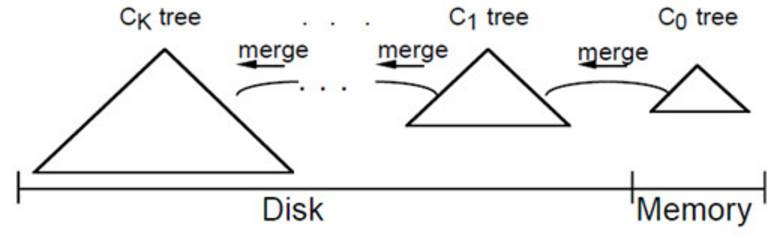 C_K tree . . . C_1 tree C_0 tree
merge merge merge
. . .
Disk Memory